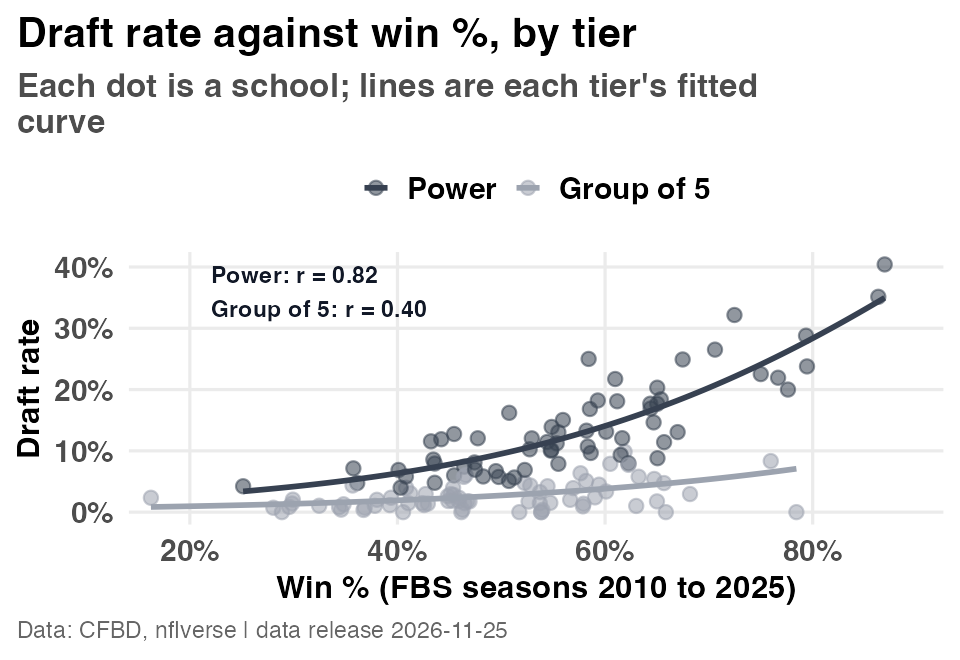 Draft rate against win %, by tier
Each dot is a school; lines are each tier's fitted
curve
Power
Group of 5
40%
30%
20%
10%
0%
Draft rate
Power: r = 0.82
Group of 5: r = 0.40
20%
40%
60%
80%
Win % (FBS seasons 2010 to 2025)
Data: CFBD, nflverse | data release 2026-11-25